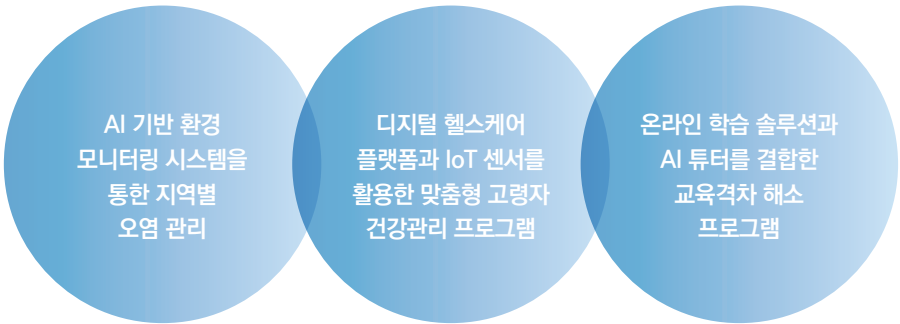 AI 기반 환경
모니터링 시스템을
통한 지역별
오염 관리
디지털 헬스케어
플랫폼과 IoT 센서를
활용한 맞춤형 고령자
건강관리 프로그램
온라인 학습 솔루션과
AI 튜터를 결합한
교육격차 해소
프로그램